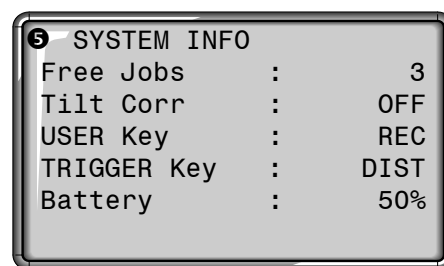 ❺ SYSTEM INFO
Free Jobs : 3
Tilt Corr : OFF
USER Key : REC
TRIGGER Key : DIST
Battery : 50%